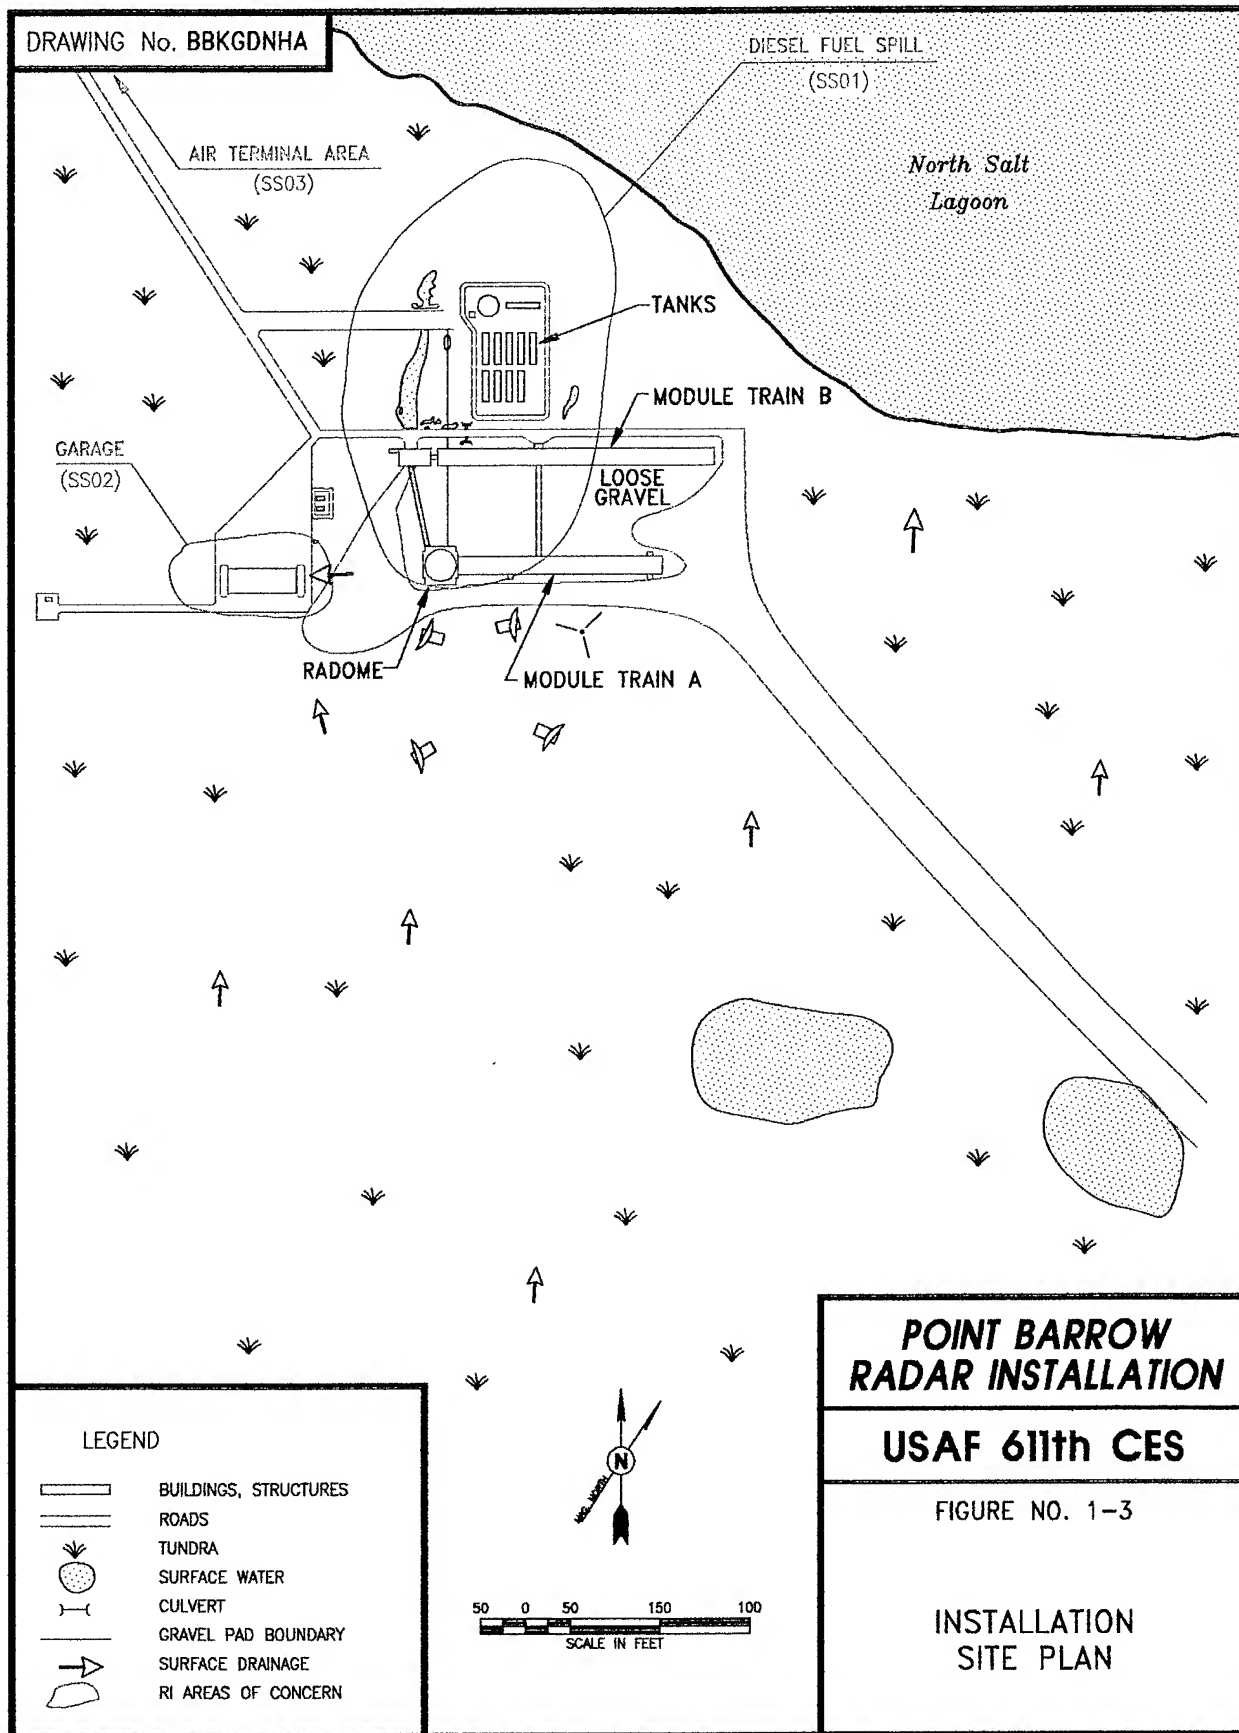 DRAWING No. BBKGDNHA
DIESEL FUEL SPILL
(SS01)
AIR TERMINAL AREA
(SS03)
North Salt
Lagoon
TANKS
MODULE TRAIN B
GARAGE
(SS02)
LOOSE
GRAVEL
RADOME
MODULE TRAIN A
POINT BARROW
RADAR INSTALLATION
USAF 611th CES
FIGURE NO. 1-3
INSTALLATION
SITE PLAN
LEGEND
BUILDINGS, STRUCTURES
ROADS
TUNDRA
SURFACE WATER
CULVERT
GRAVEL PAD BOUNDARY
SURFACE DRAINAGE
RI AREAS OF CONCERN
N
MAG. NORTH
50 0 50 150 100
SCALE IN FEET